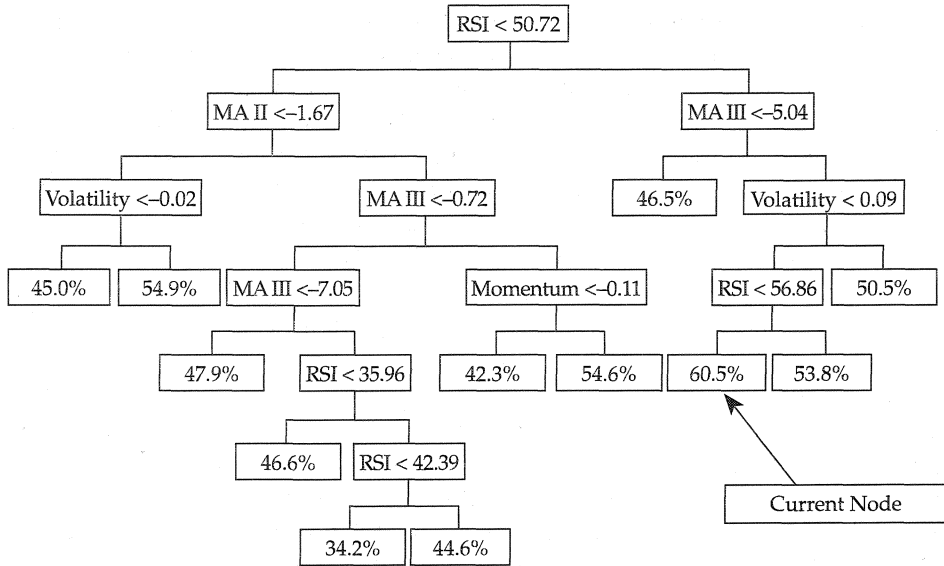 RSI < 50.72
MA II <–1.67
MA III <–5.04
Volatility <–0.02
MA III <–0.72
46.5%
Volatility < 0.09
45.0%
54.9%
MA III <–7.05
Momentum <–0.11
RSI < 56.86
50.5%
47.9%
RSI < 35.96
42.3%
54.6%
60.5%
53.8%
46.6%
RSI < 42.39
Current Node
34.2%
44.6%